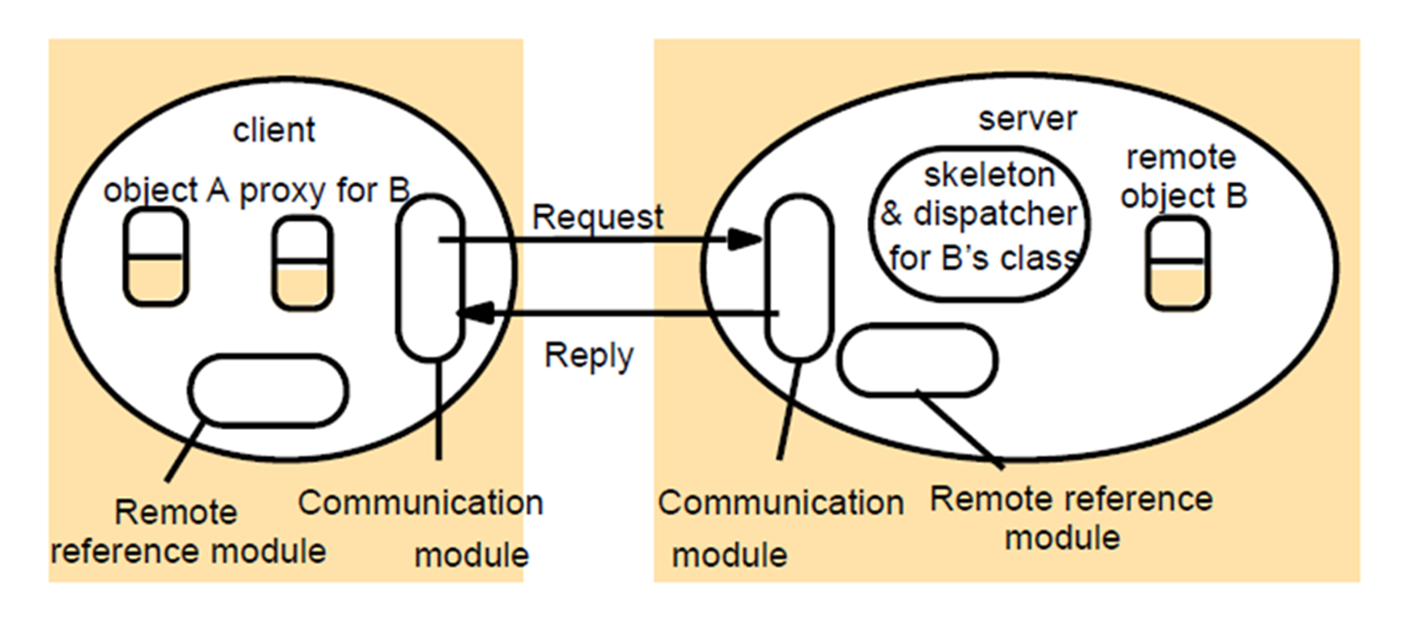 client
object A proxy for B
Request
Reply
server
skeleton
& dispatcher
for B's class
remote
object B
Remote
reference module
Communication
module
Communication
module
Remote reference
module